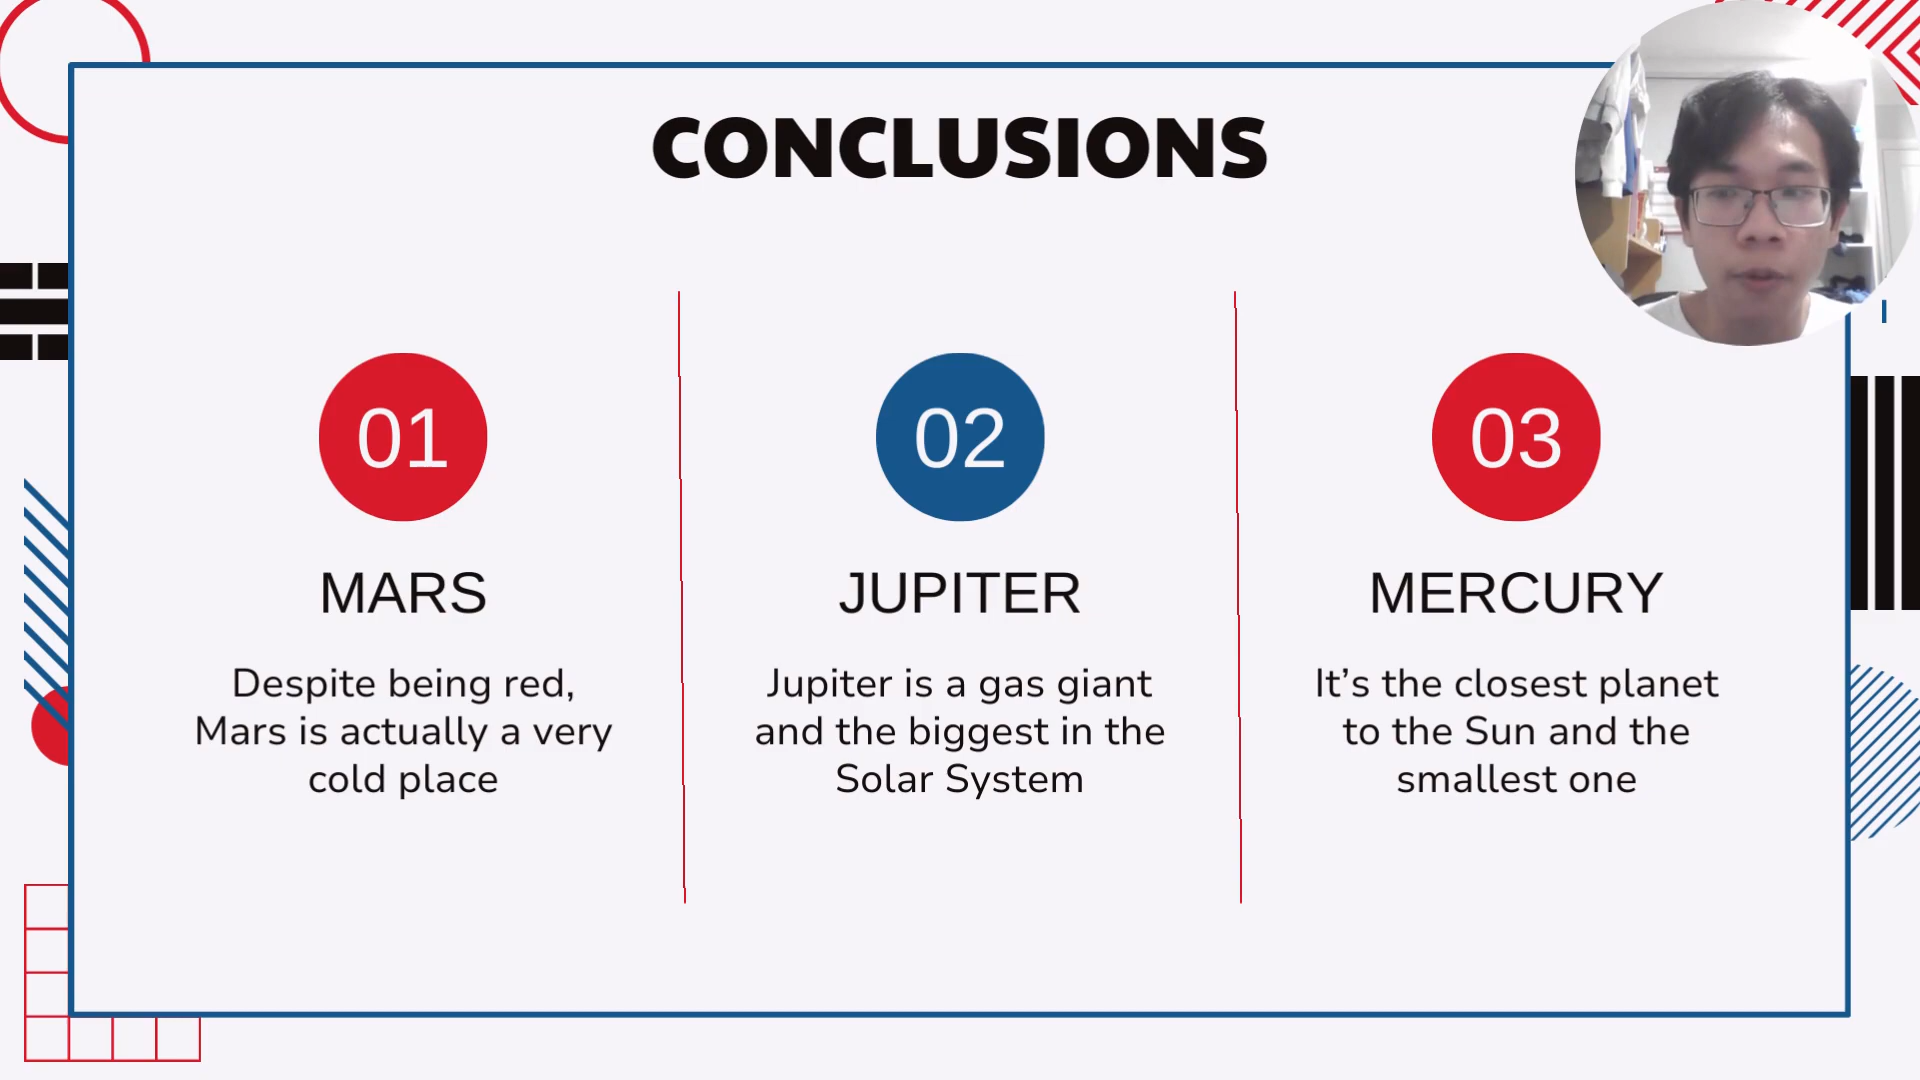 CONCLUSIONS
01
MARS
Despite being red,
Mars is actually a very
cold place
02
JUPITER
Jupiter is a gas giant
and the biggest in the
Solar System
03
MERCURY
It’s the closest planet
to the Sun and the
smallest one